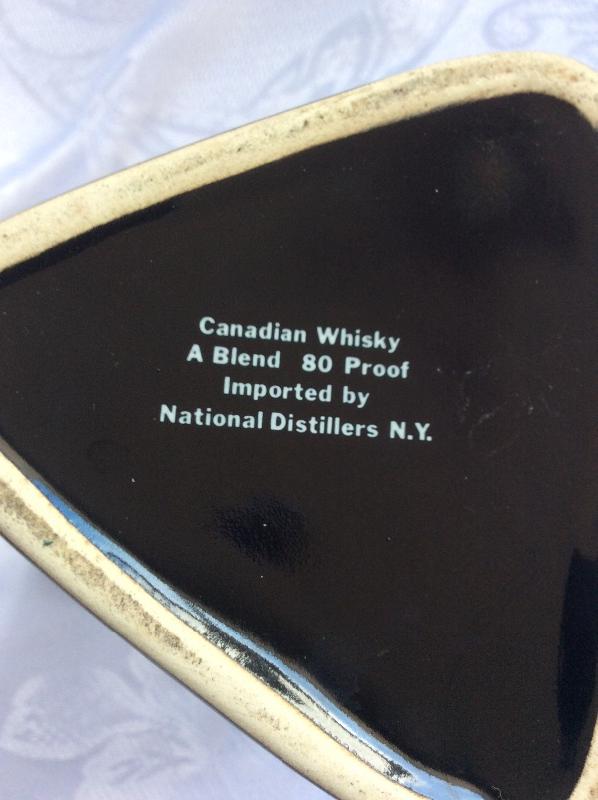 Canadian Whisky
A Blend 80 Proof
Imported by
National Distillers N.Y.